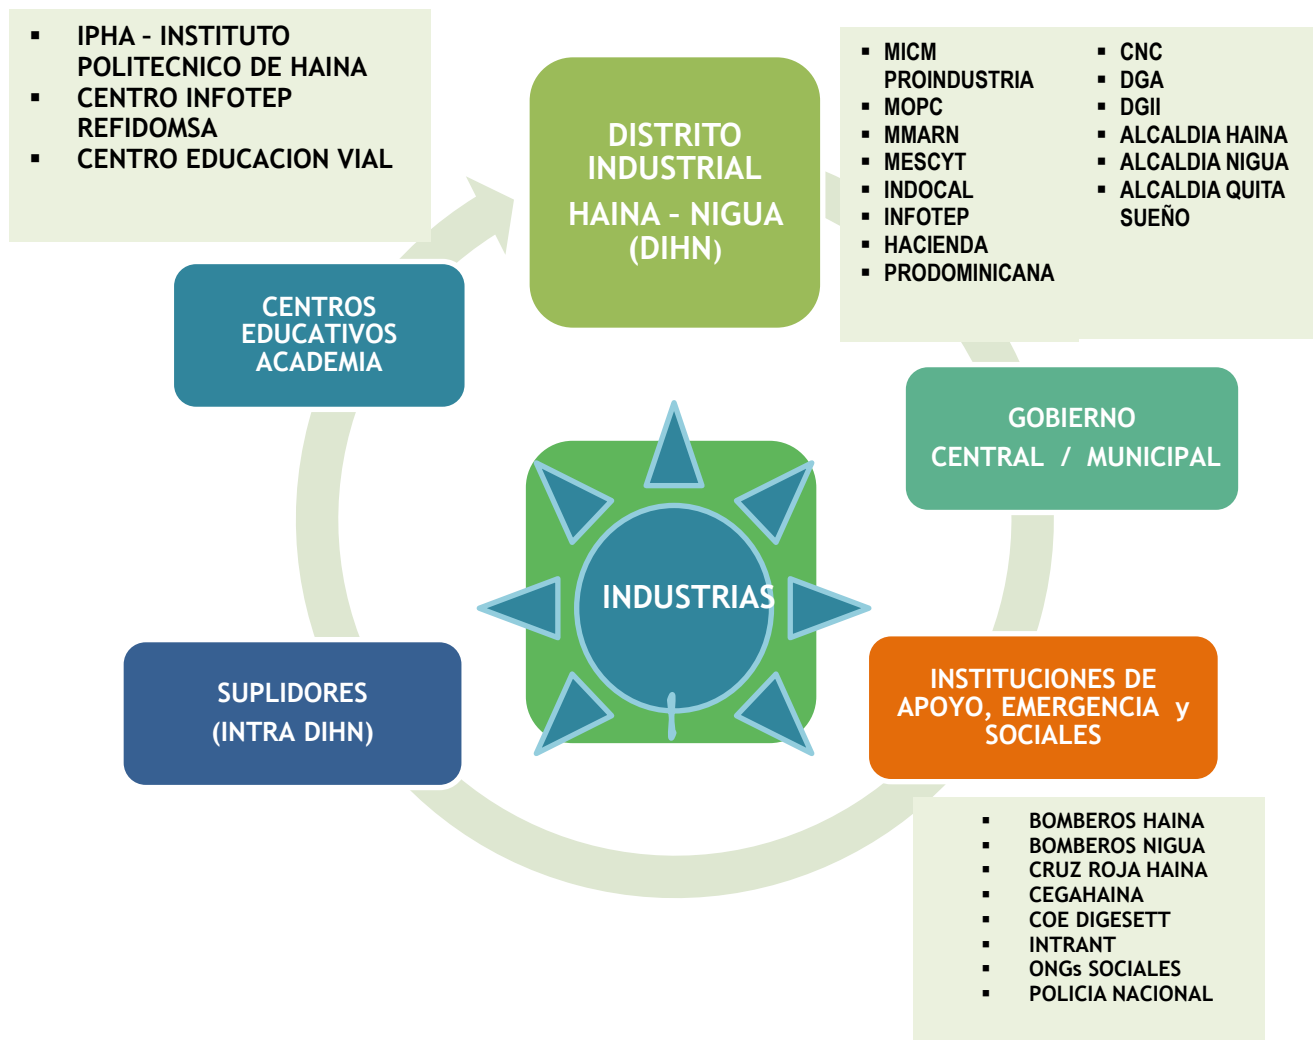 ▪ IPHA – INSTITUTO
POLITECNICO DE HAINA
▪ CENTRO INFOTEP
REFIDOMSA
▪ CENTRO EDUCACION VIAL
DISTRITO
INDUSTRIAL
HAINA – NIGUA
(DIHN)
▪ MICM
PROINDUSTRIA
▪ MOPC
▪ MMARN
▪ MESCYT
▪ INDOCAL
▪ INFOTEP
▪ HACIENDA
▪ PRODOMINICANA
▪ CNC
▪ DGA
▪ DGII
▪ ALCALDIA HAINA
▪ ALCALDIA NIGUA
▪ ALCALDIA QUITA
SUEÑO
CENTROS
EDUCATIVOS
ACADEMIA
GOBIERNO
CENTRAL / MUNICIPAL
INDUSTRIAS
SUPLIDORES
(INTRA DIHN)
INSTITUCIONES DE
APOYO, EMERGENCIA y
SOCIALES
▪ BOMBEROS HAINA
▪ BOMBEROS NIGUA
▪ CRUZ ROJA HAINA
▪ CEGAHAINA
▪ COE DIGESETT
▪ INTRANT
▪ ONGs SOCIALES
▪ POLICIA NACIONAL